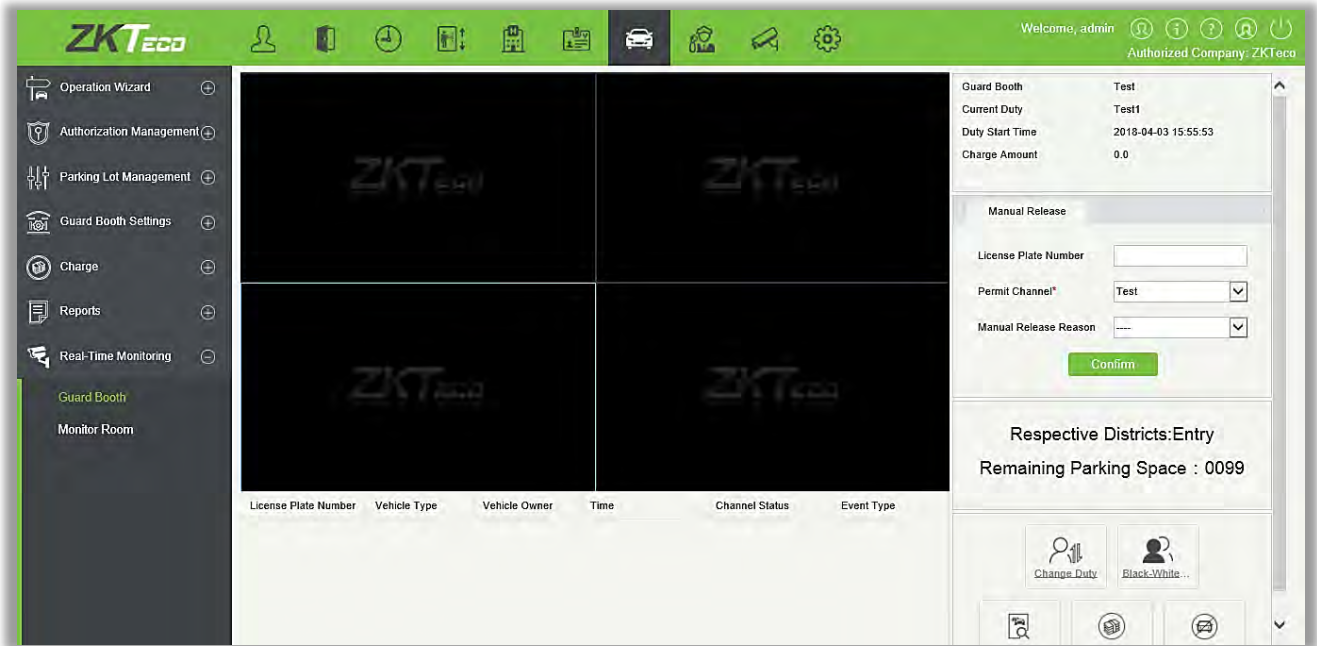 ZKTeco
Welcome, admin
Authorized Company: ZKTeco
Operation Wizard
Authorization Management
Parking Lot Management
Guard Booth Settings
Charge
Reports
Real-Time Monitoring
Guard Booth
Monitor Room
ZKTeco
ZKTeco
ZKTeco
ZKTeco
License Plate Number Vehicle Type Vehicle Owner Time Channel Status Event Type
Guard Booth Test
Current Duty Test1
Duty Start Time 2018-04-03 15:55:53
Charge Amount 0.0
Manual Release
License Plate Number
Permit Channel* Test
Manual Release Reason ----
Confirm
Respective Districts:Entry
Remaining Parking Space : 0099
Change Duty Black-White...